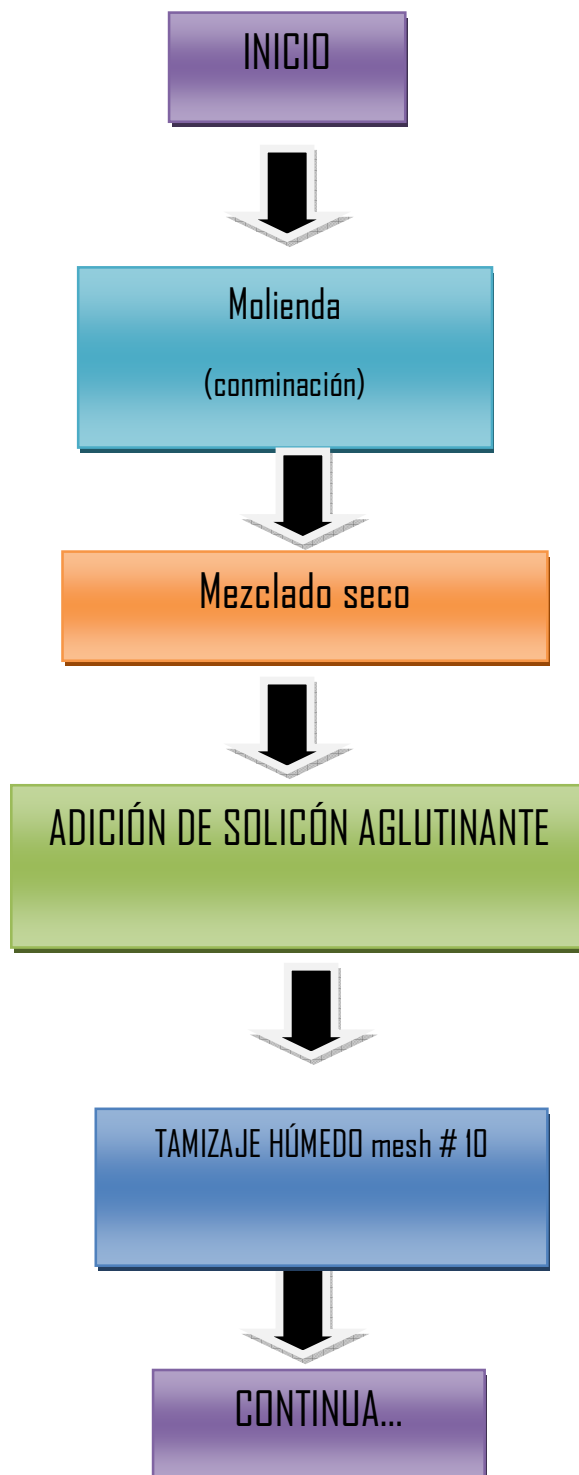 INICIO
Molienda
(conminación)
Mezclado seco
ADICIÓN DE SOLICÓN AGLUTINANTE
TAMIZAJE HÚMEDO mesh # 10
CONTINUA...